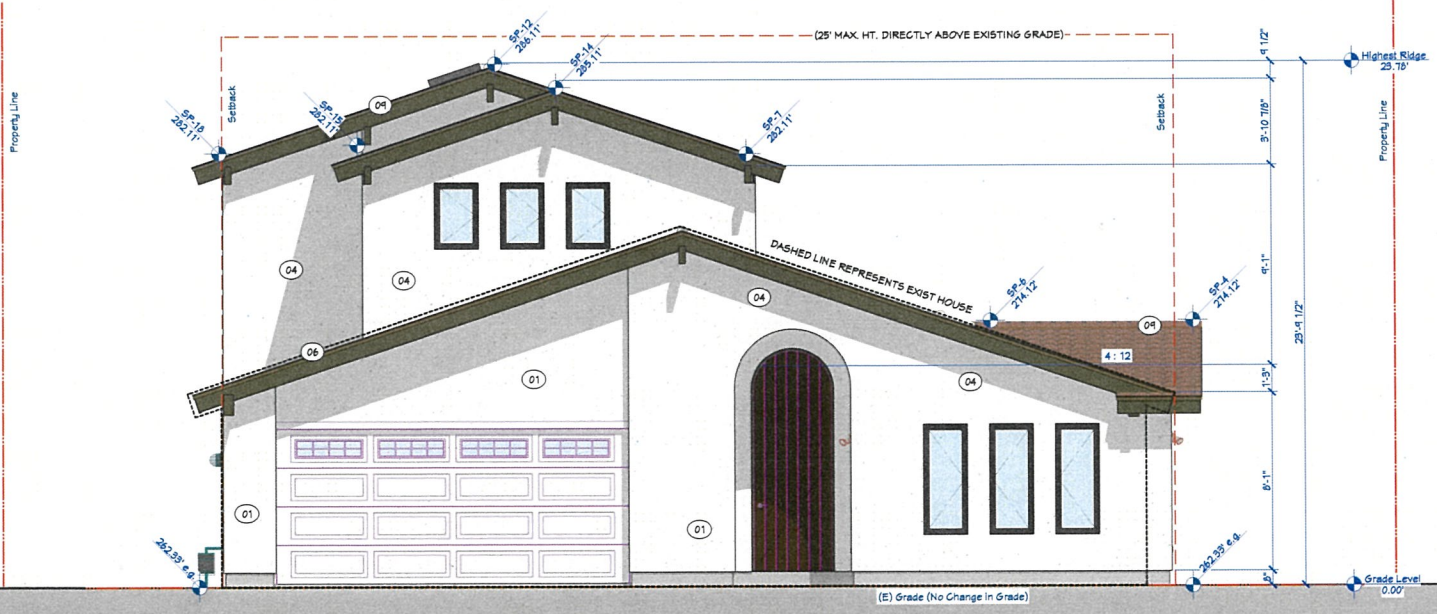 (25' MAX. HT. DIRECTLY ABOVE EXISTING GRADE)
SP-12
286.11'
SP-14
285.11'
9 1/2"
Highest Ridge
23.78'
Property Line
Setback
SP-18
282.11'
SP-15
282.11'
09
SP-7
282.11'
Setback
3'-10 7/8"
Property Line
04
04
DASHED LINE REPRESENTS EXIST HOUSE
04
SP-6
274.12'
SP-4
274.12'
9'-1"
23'-9 1/2"
09
4 : 12
06
01
04
1'-3"
8'-1"
01
01
262.33' e.g.
262.33' e.g.
8"
Grade Level
0.00'
(E) Grade (No Change in Grade)